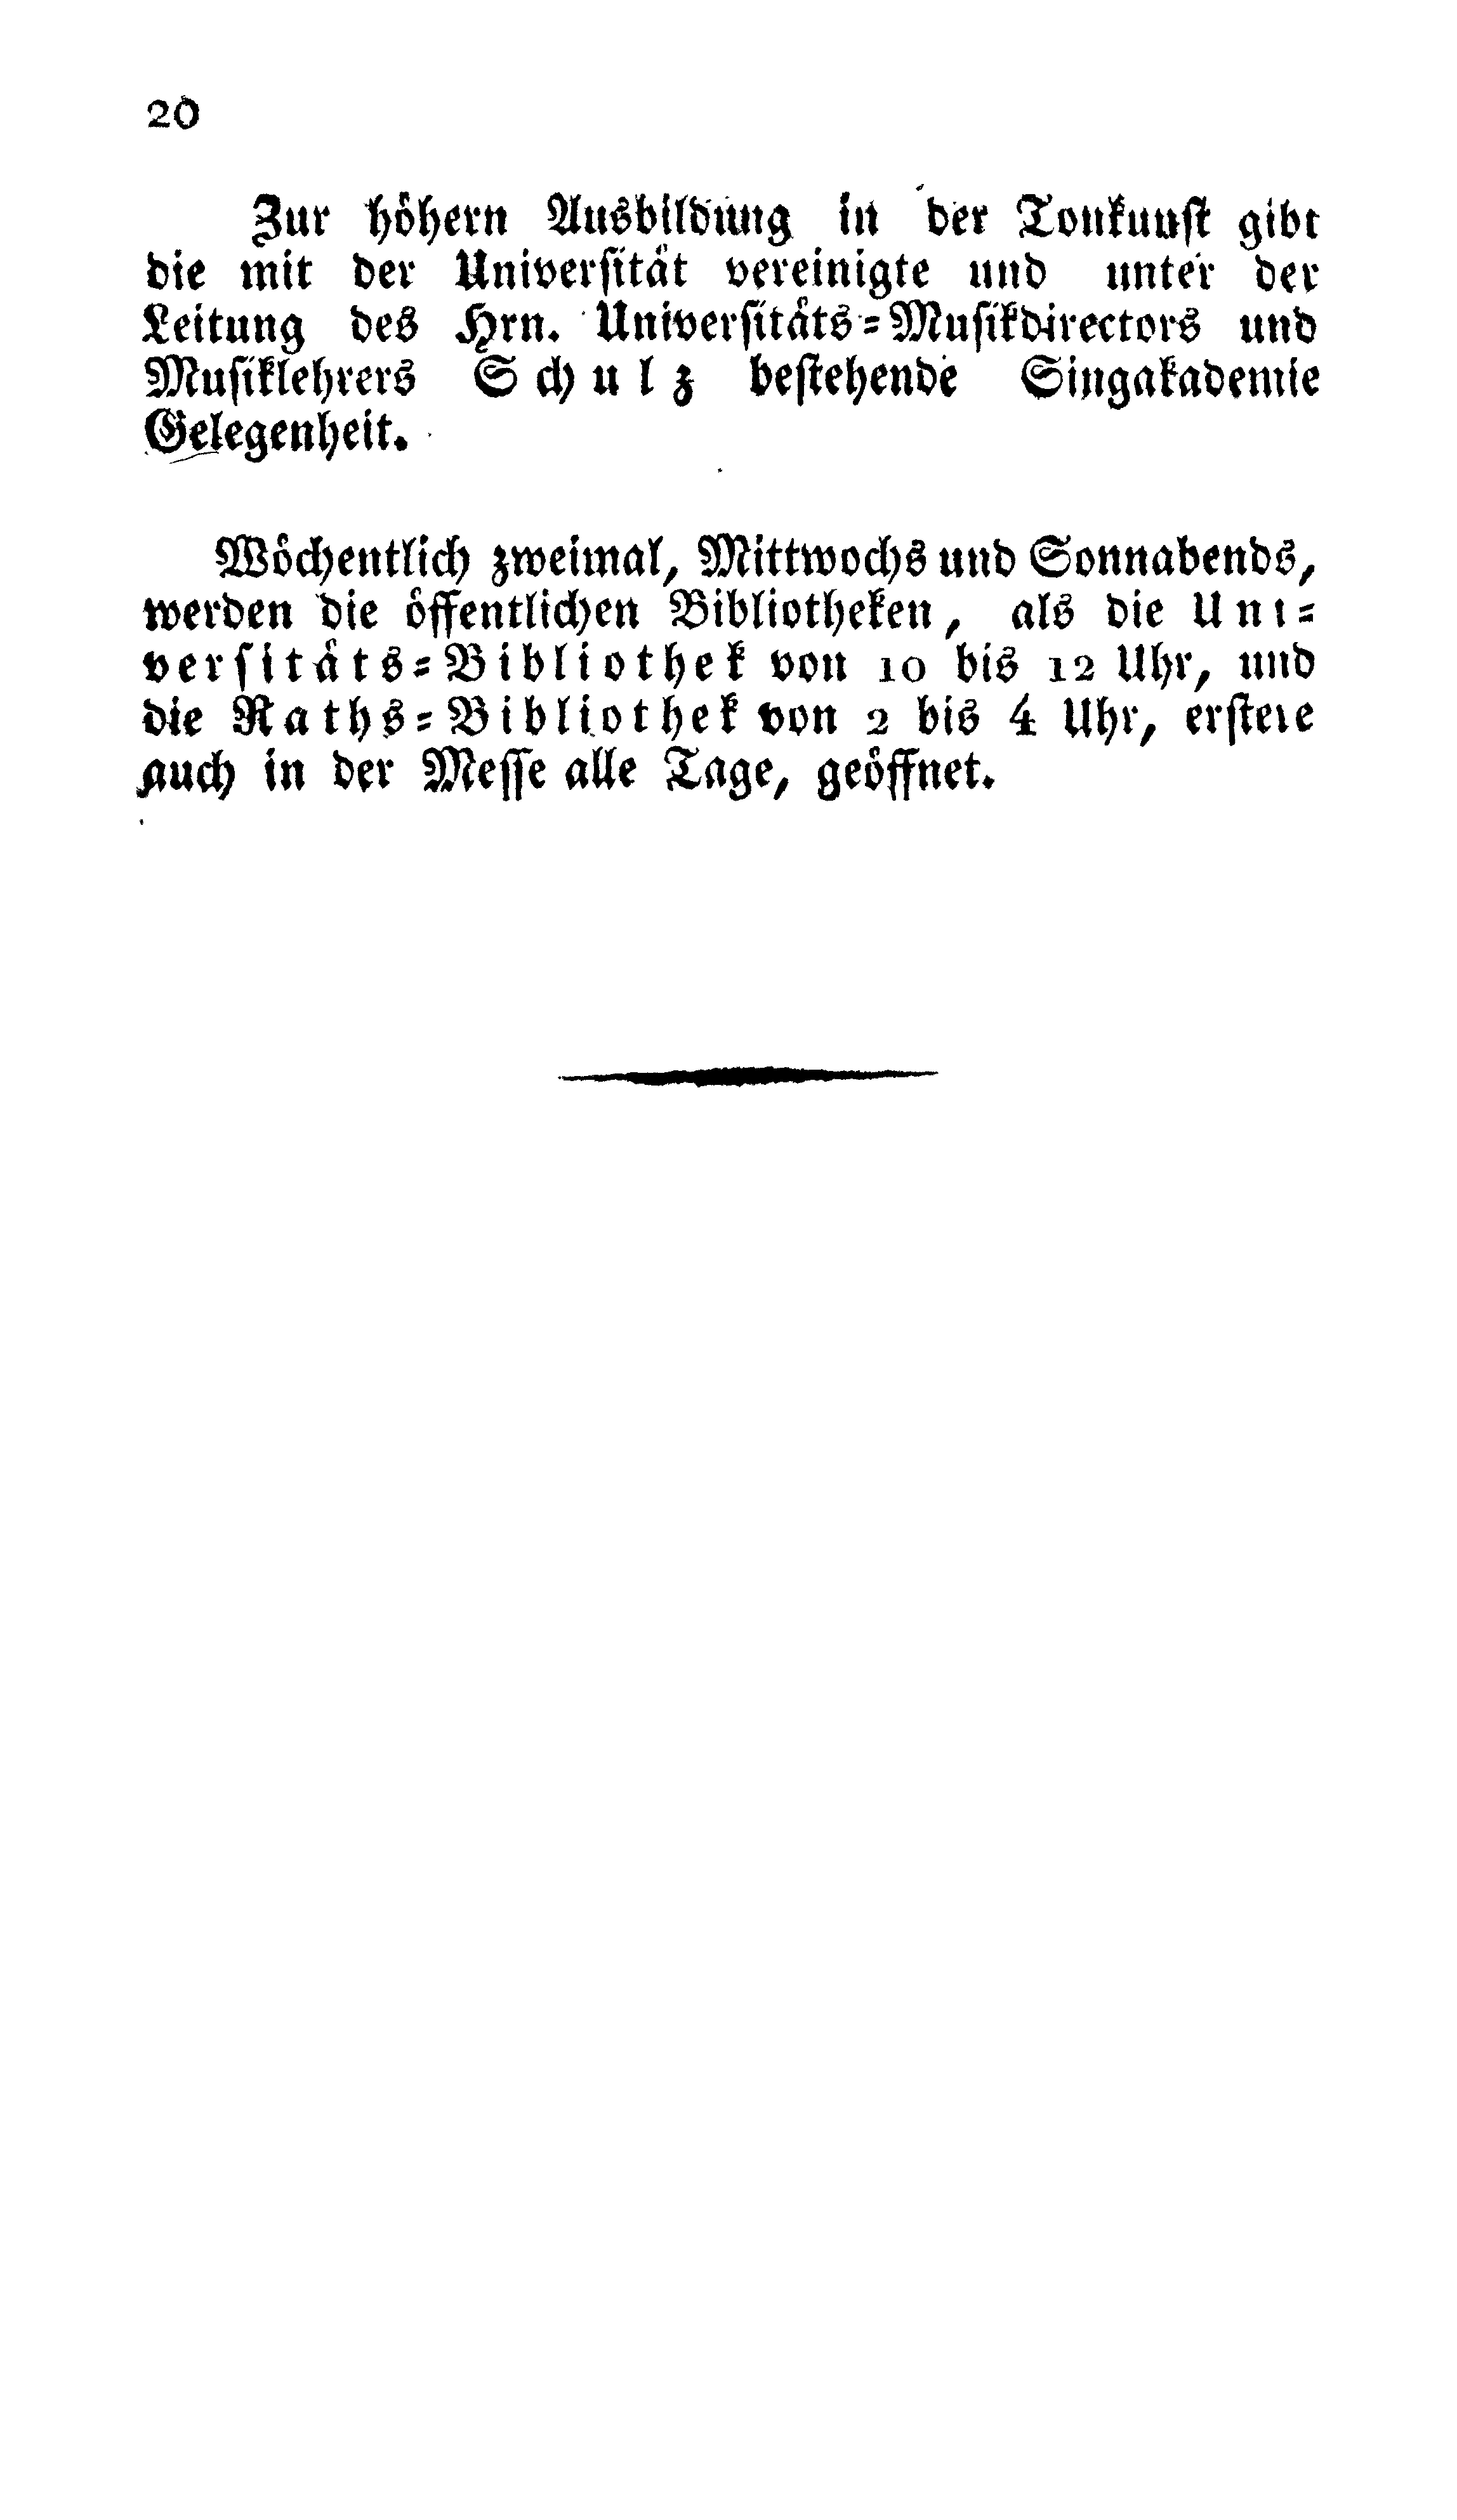 20
Zur höhern Ausbildung in der Tonkunst gibt
die mit der Universität vereinigte und unter der
Leitung des Hrn. Universitäts=Musikdirectors und
Musiklehrers Schulz bestehende Singakademie
Gelegenheit.
Wöchentlich zweimal, Mittwochs und Sonnabends,
werden die öffentlichen Bibliotheken, als die Uni=
versitäts=Bibliothek von 10 bis 12 Uhr, und
die Raths=Bibliothek von 2 bis 4 Uhr, erstere
auch in der Messe alle Tage, geöffnet.